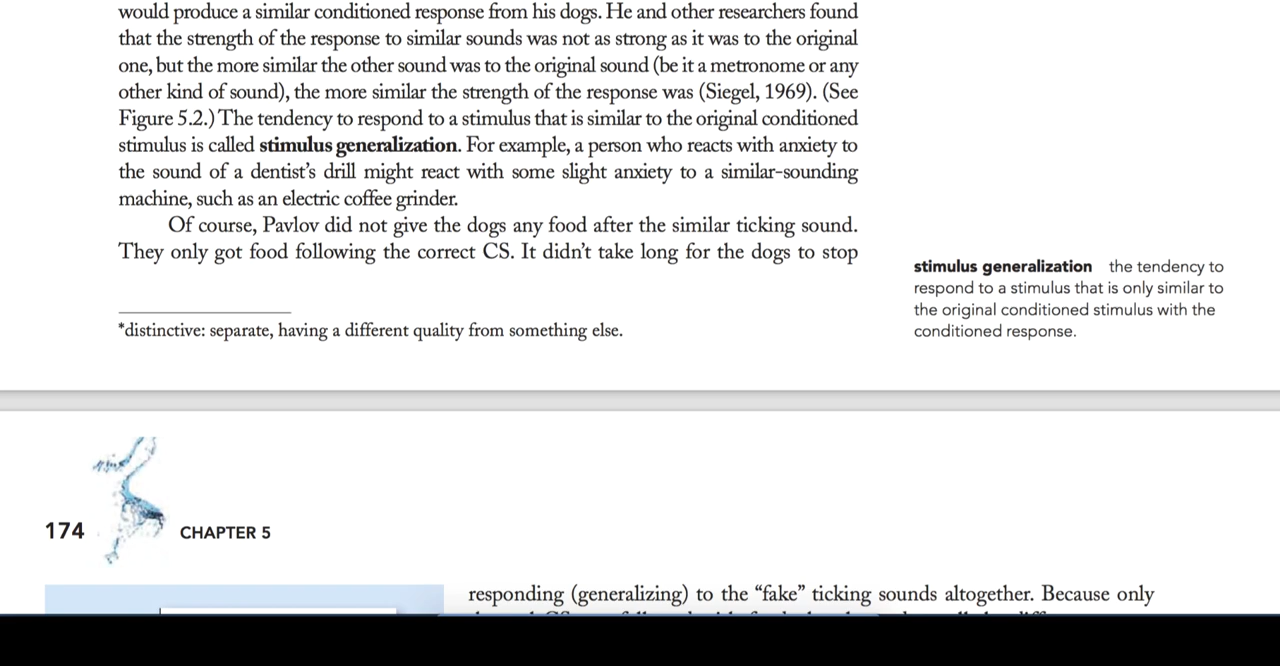 would produce a similar conditioned response from his dogs. He and other researchers found
that the strength of the response to similar sounds was not as strong as it was to the original
one, but the more similar the other sound was to the original sound (be it a metronome or any
other kind of sound), the more similar the strength of the response was (Siegel, 1969). (See
Figure 5.2.) The tendency to respond to a stimulus that is similar to the original conditioned
stimulus is called stimulus generalization. For example, a person who reacts with anxiety to
the sound of a dentist's drill might react with some slight anxiety to a similar-sounding
machine, such as an electric coffee grinder.
Of course, Pavlov did not give the dogs any food after the similar ticking sound.
They only got food following the correct CS. It didn't take long for the dogs to stop
*distinctive: separate, having a different quality from something else.
stimulus generalization the tendency to
respond to a stimulus that is only similar to
the original conditioned stimulus with the
conditioned response.
174
CHAPTER 5
responding (generalizing) to the “fake” ticking sounds altogether. Because only